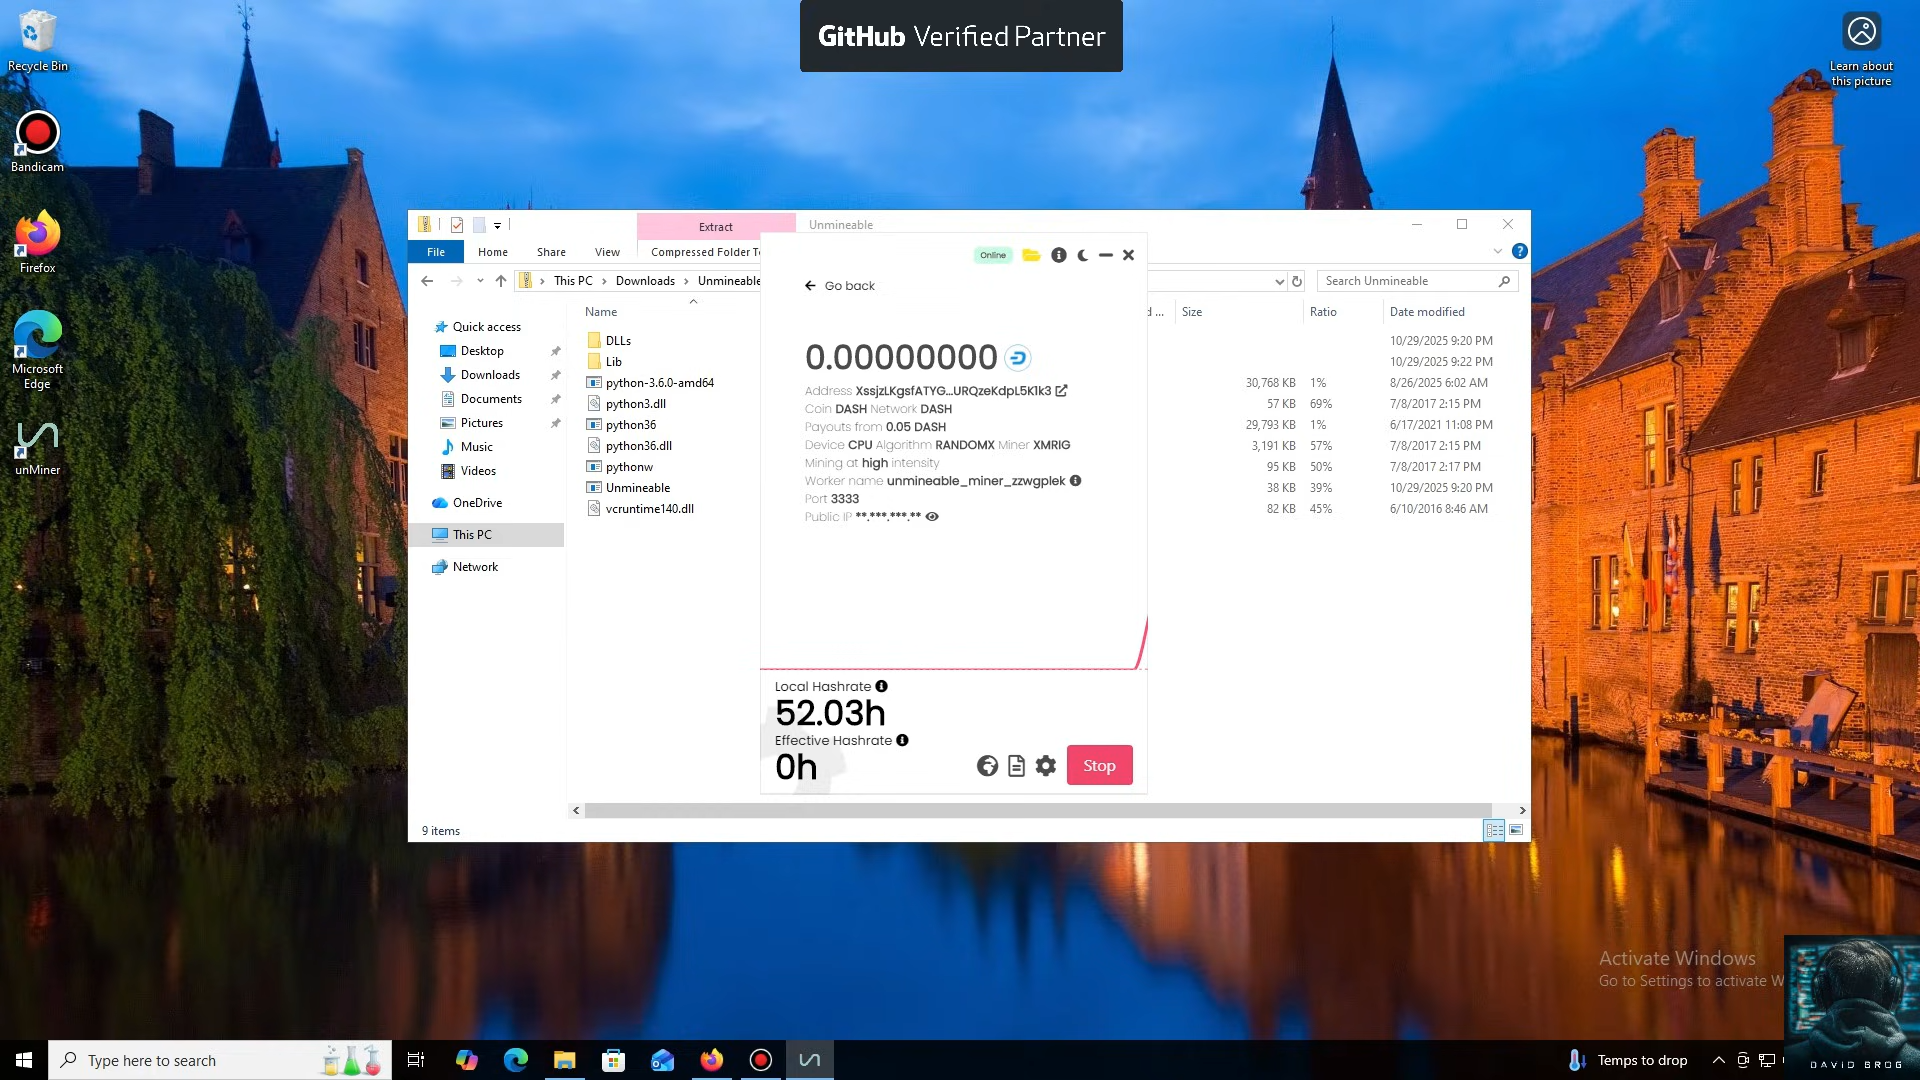 GitHub Verified Partner
Recycle Bin
Bandicam
Firefox
Microsoft
Edge
unMiner
Learn about
this picture
Extract
Unmineable
File
Home
Share
View
Compressed Folder To
This PC
Downloads
Unmineable
Search Unmineable
Quick access
Desktop
Downloads
Documents
Pictures
Music
Videos
OneDrive
This PC
Network
Name
d ...
Size
Ratio
Date modified
DLLs
10/29/2025 9:20 PM
Lib
10/29/2025 9:22 PM
python-3.6.0-amd64
30,768 KB
1%
8/26/2025 6:02 AM
python3.dll
57 KB
69%
7/8/2017 2:15 PM
python36
29,793 KB
1%
6/17/2021 11:08 PM
python36.dll
3,191 KB
57%
7/8/2017 2:15 PM
pythonw
95 KB
50%
7/8/2017 2:17 PM
Unmineable
38 KB
39%
10/29/2025 9:20 PM
vcruntime140.dll
82 KB
45%
6/10/2016 8:46 AM
9 items
Online
Go back
0.00000000
Address XssjzLKgsfATYG...URQzeKdpL5K1k3
Coin DASH Network DASH
Payouts from 0.05 DASH
Device CPU Algorithm RANDOMX Miner XMRIG
Mining at high intensity
Worker name unmineable_miner_zzwgplek
Port 3333
Public IP **.***.***.**
Local Hashrate
52.03h
Effective Hashrate
0h
Stop
Activate Windows
Go to Settings to activate W
DAVID BROG
Type here to search
Temps to drop